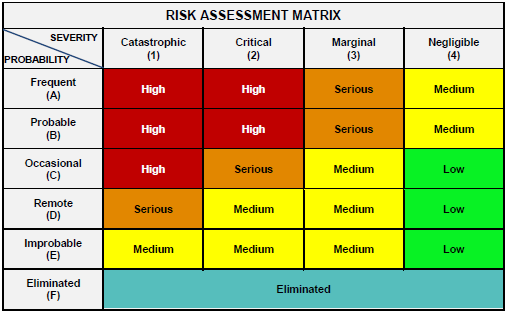 RISK ASSESSMENT MATRIX
SEVERITY
PROBABILITY
Catastrophic
(1)
Critical
(2)
Marginal
(3)
Negligible
(4)
Frequent
(A)
High
High
Serious
Medium
Probable
(B)
High
High
Serious
Medium
Occasional
(C)
High
Serious
Medium
Low
Remote
(D)
Serious
Medium
Medium
Low
Improbable
(E)
Medium
Medium
Medium
Low
Eliminated
(F)
Eliminated